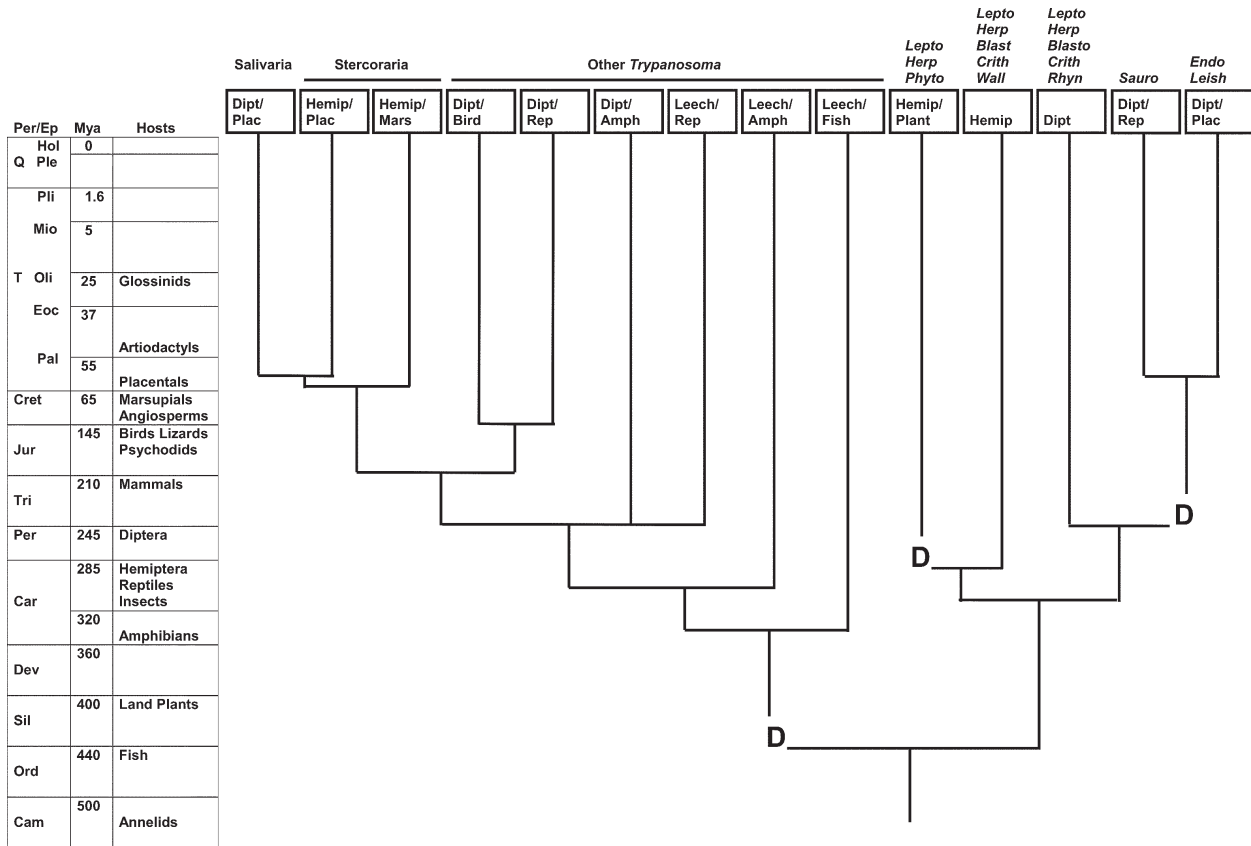 Lepto
Herp
Phyto
Lepto
Herp
Blast
Crith
Wall
Lepto
Herp
Blasto
Crith
Rhyn
Sauro
Endo
Leish
Salivaria
Stercoraria
Other Trypanosoma
Dipt/
Plac
Hemip/
Plac
Hemip/
Mars
Dipt/
Bird
Dipt/
Rep
Dipt/
Amph
Leech/
Rep
Leech/
Amph
Leech/
Fish
Hemip/
Plant
Hemip
Dipt
Dipt/
Rep
Dipt/
Plac
Per/Ep Mya Hosts
Hol 0
Q Ple
Pli 1.6
Mio 5
T Oli 25 Glossinids
Eoc 37
Artiodactyls
Pal 55
Placentals
Cret 65 Marsupials
Angiosperms
145 Birds Lizards
Jur Psychodids
210 Mammals
Tri
Per 245 Diptera
285 Hemiptera
Reptiles
Car Insects
320
Amphibians
360
Dev
400 Land Plants
Sil
440 Fish
Ord
500
Cam Annelids
D
D
D